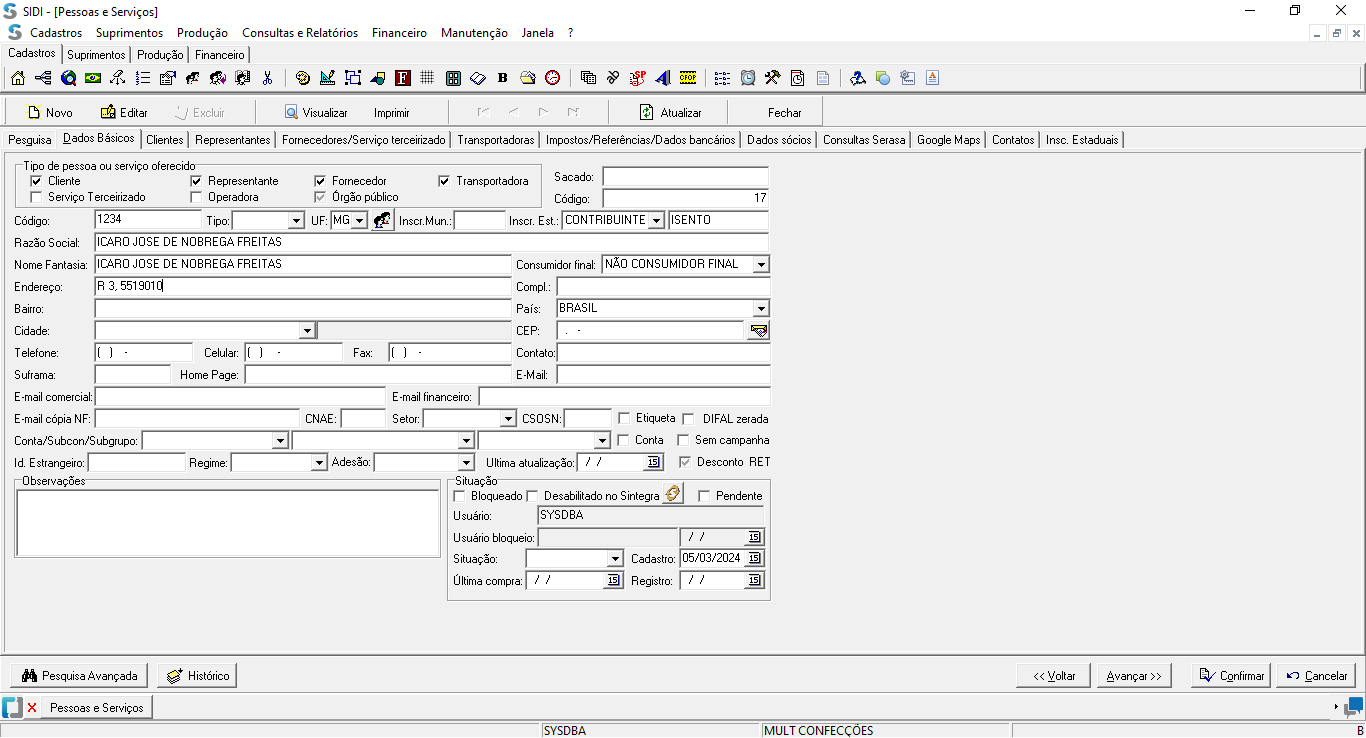 SIDI - [Pessoas e Serviços]
Cadastros Suprimentos Produção Consultas e Relatórios Financeiro Manutenção Janela ?
Cadastros Suprimentos Produção Financeiro
Novo Editar Excluir Visualizar Imprimir Atualizar Fechar
Pesquisa Dados Básicos Clientes Representantes Fornecedores/Serviço terceirizado Transportadoras Impostos/Referências/Dados bancários Dados sócios Consultas Serasa Google Maps Contatos Insc. Estaduais
Tipo de pessoa ou serviço oferecido
Cliente Representante Fornecedor Transportadora Sacado:
Serviço Terceirizado Operadora Órgão público Código: 17
Código: 1234 Tipo: UF: MG Inscr.Mun.: Inscr. Est.: CONTRIBUINTE ISENTO
Razão Social: ICARO JOSE DE NOBREGA FREITAS
Nome Fantasia: ICARO JOSE DE NOBREGA FREITAS Consumidor final: NÃO CONSUMIDOR FINAL
Endereço: R 3, 5519010 Compl.:
Bairro: País: BRASIL
Cidade: CEP: . -
Telefone: ( ) - Celular: ( ) - Fax: ( ) - Contato:
Suframa: Home Page: E-Mail:
E-mail comercial: E-mail financeiro:
E-mail cópia NF: CNAE: Setor: CSOSN: Etiqueta DIFAL zerada
Conta/Subcon/Subgrupo: Conta Sem campanha
Id. Estrangeiro: Regime: Adesão: Ultima atualização: / / 15 Desconto RET
Observações
Situação
Bloqueado Desabilitado no Sintegra Pendente
Usuário: SYSDBA
Usuário bloqueio: / / 15
Situação: Cadastro: 05/03/2024 15
Última compra: / / 15 Registro: / / 15
Pesquisa Avançada Histórico << Voltar Avançar >> Confirmar Cancelar
Pessoas e Serviços
SYSDBA MULT CONFECÇÕES B